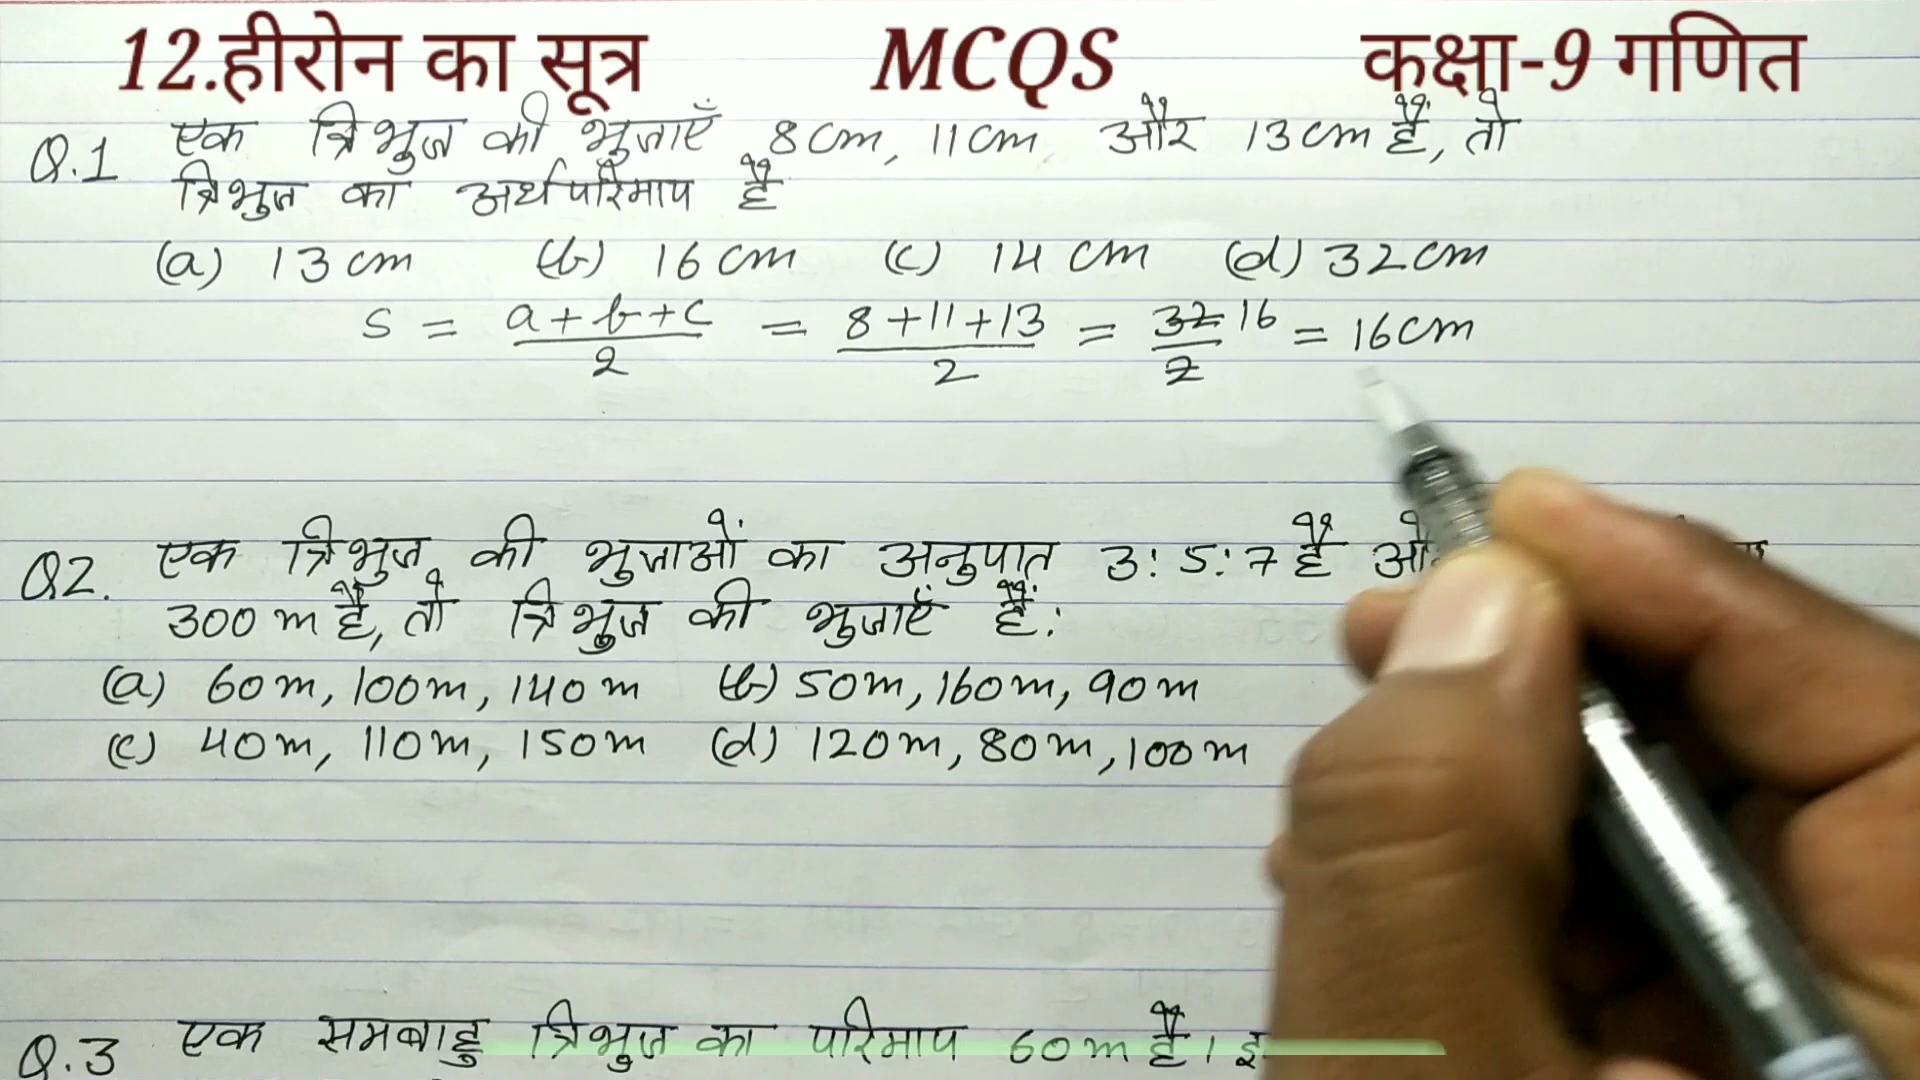 12.हीरोन का सूत्र MCQS कक्षा-9 गणित
Q.1 एक त्रिभुज की भुजाएँ 8cm, 11cm और 13cm हैं, तो
त्रिभुज का अर्धपरिमाप है
(a) 13cm (b) 16cm (c) 14cm (d) 32cm
S = a+b+c/2 = 8+11+13/2 = 32/2 16 = 16cm
Q2. एक त्रिभुज की भुजाओं का अनुपात 3:5:7 है
300m है, तो त्रिभुज की भुजाएँ हैं:
(a) 60m, 100m, 140m (b) 50m, 160m, 90m
(c) 40m, 110m, 150m (d) 120m, 80m, 100m
Q.3 एक समबाहु त्रिभुज का परिमाप 60m है।